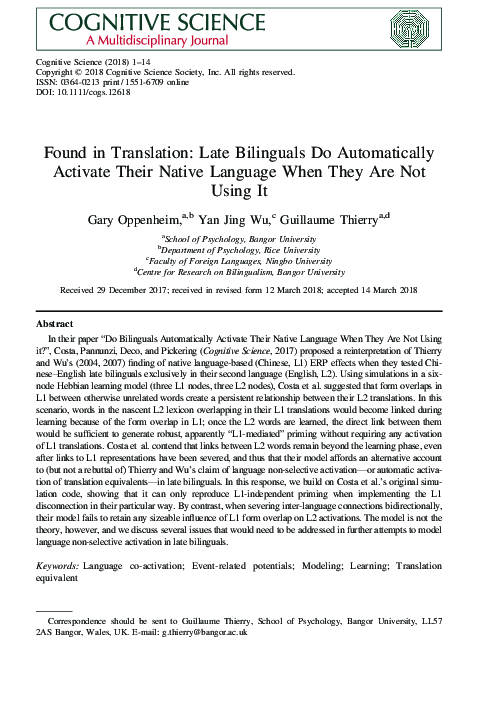 COGNITIVE SCIENCE
A Multidisciplinary Journal
Cognitive Science (2018) 1–14
Copyright © 2018 Cognitive Science Society, Inc. All rights reserved.
ISSN: 0364-0213 print / 1551-6709 online
DOI: 10.1111/cogs.12618
Found in Translation: Late Bilinguals Do Automatically
Activate Their Native Language When They Are Not
Using It
Gary Oppenheim,a,b Yan Jing Wu,c Guillaume Thierrya,d
aSchool of Psychology, Bangor University
bDepartment of Psychology, Rice University
cFaculty of Foreign Languages, Ningbo University
dCentre for Research on Bilingualism, Bangor University
Received 29 December 2017; received in revised form 12 March 2018; accepted 14 March 2018
Abstract
In their paper “Do Bilinguals Automatically Activate Their Native Language When They Are Not Using
it?”, Costa, Pannunzi, Deco, and Pickering (Cognitive Science, 2017) proposed a reinterpretation of Thierry
and Wu’s (2004, 2007) finding of native language-based (Chinese, L1) ERP effects when they tested Chi-
nese–English late bilinguals exclusively in their second language (English, L2). Using simulations in a six-
node Hebbian learning model (three L1 nodes, three L2 nodes), Costa et al. suggested that form overlaps in
L1 between otherwise unrelated words create a persistent relationship between their L2 translations. In this
scenario, words in the nascent L2 lexicon overlapping in their L1 translations would become linked during
learning because of the form overlap in L1; once the L2 words are learned, the direct link between them
would be sufficient to generate robust, apparently “L1-mediated” priming without requiring any activation
of L1 translations. Costa et al. contend that links between L2 words remain beyond the learning phase, even
after links to L1 representations have been severed, and thus that their model affords an alternative account
to (but not a rebuttal of) Thierry and Wu’s claim of language non-selective activation—or automatic activa-
tion of translation equivalents—in late bilinguals. In this response, we build on Costa et al.’s original simu-
lation code, showing that it can only reproduce L1-independent priming when implementing the L1
disconnection in their particular way. By contrast, when severing inter-language connections bidirectionally,
their model fails to retain any sizeable influence of L1 form overlap on L2 activations. The model is not the
theory, however, and we discuss several issues that would need to be addressed in further attempts to model
language non-selective activation in late bilinguals.
Keywords: Language co-activation; Event-related potentials; Modeling; Learning; Translation
equivalent
Correspondence should be sent to Guillaume Thierry, School of Psychology, Bangor University, LL57
2AS Bangor, Wales, UK. E-mail: g.thierry@bangor.ac.uk